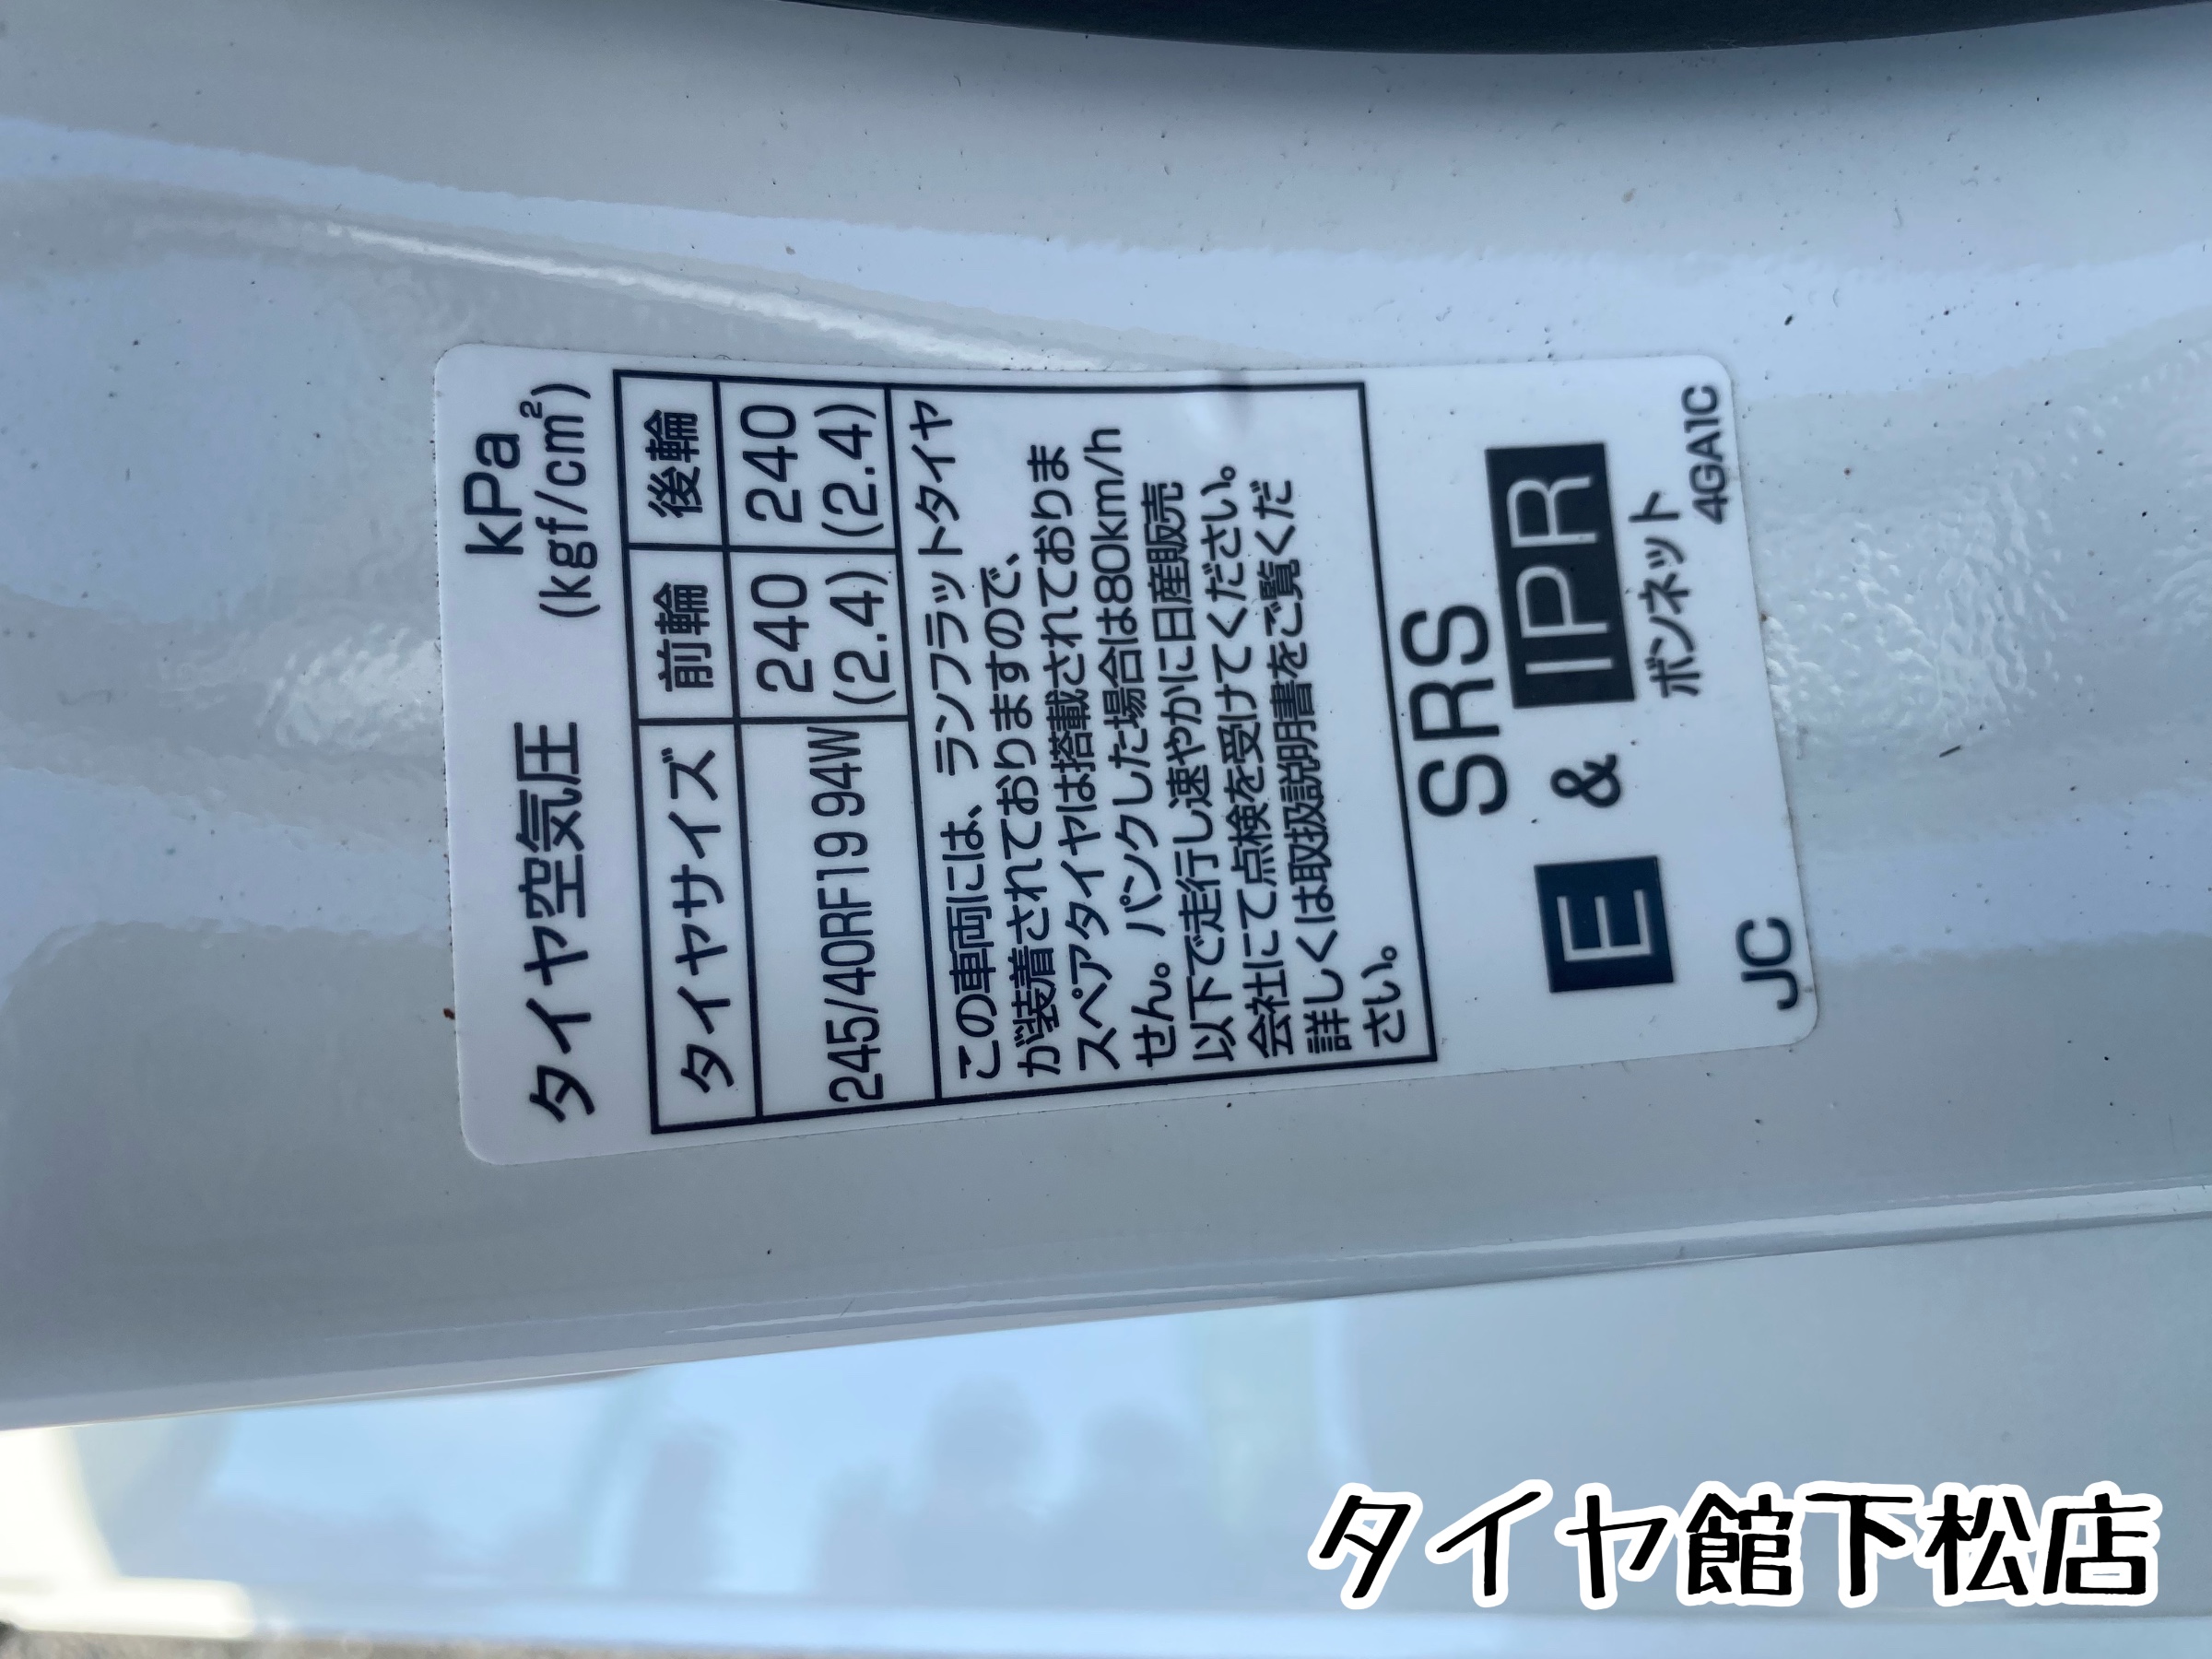 タイヤ空気圧 kPa
(kgf/cm²)
タイヤサイズ 前輪 後輪
245/40RF19 94W 240 240
(2.4) (2.4)
この車両には、ランフラットタイヤ
が装着されておりますので、
スペアタイヤは搭載されておりま
せん。パンクした場合は80km/h
以下で走行し速やかに日産販売
会社にて点検を受けてください。
詳しくは取扱説明書をご覧くだ
さい。
SRS
E & IPR
ボンネット
JC 4GA1C
タイヤ館下松店